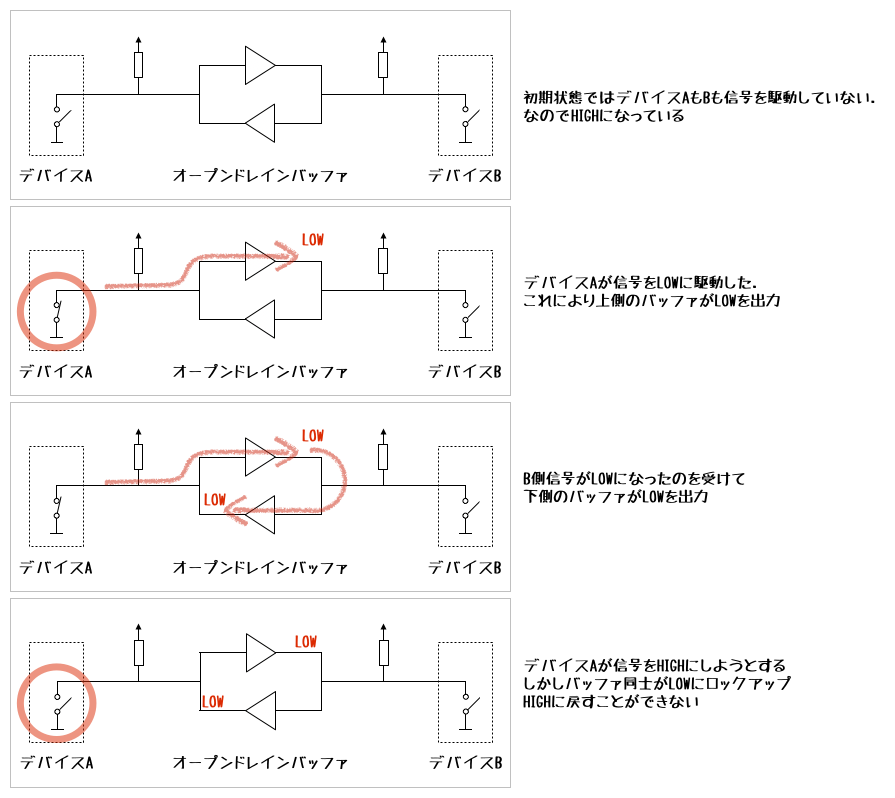 初期状態ではデバイスAもBも信号を駆動していない.
なのでHIGHになっている
デバイスA
オープンドレインバッファ
デバイスB
LOW
デバイスAが信号をLOWに駆動した.
これにより上側のバッファがLOWを出力
デバイスA
オープンドレインバッファ
デバイスB
LOW
LOW
B側信号がLOWになったのを受けて
下側のバッファがLOWを出力
デバイスA
オープンドレインバッファ
デバイスB
LOW
LOW
デバイスAが信号をHIGHにしようとする
しかしバッファ同士がLOWにロックアップ
HIGHに戻すことができない
デバイスA
オープンドレインバッファ
デバイスB